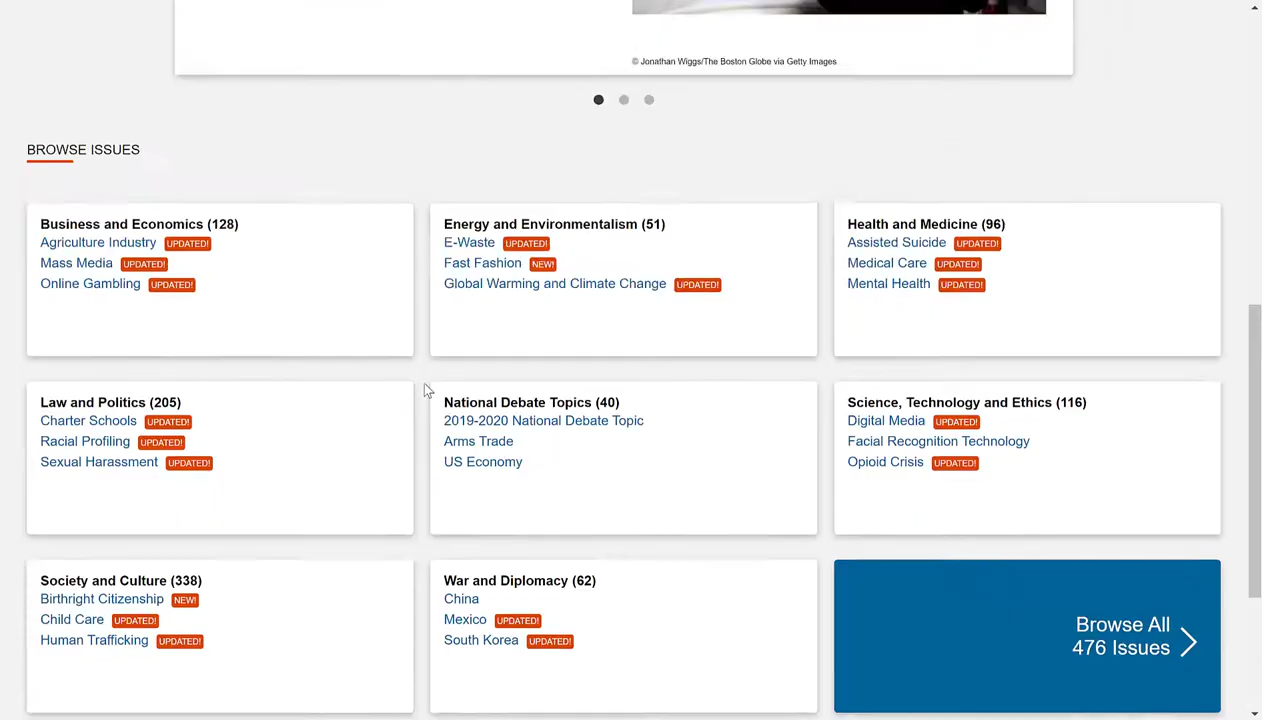 © Jonathan Wiggs/The Boston Globe via Getty Images
BROWSE ISSUES
Business and Economics (128)
Agriculture Industry UPDATED!
Mass Media UPDATED!
Online Gambling UPDATED!
Energy and Environmentalism (51)
E-Waste UPDATED!
Fast Fashion NEW!
Global Warming and Climate Change UPDATED!
Health and Medicine (96)
Assisted Suicide UPDATED!
Medical Care UPDATED!
Mental Health UPDATED!
Law and Politics (205)
Charter Schools UPDATED!
Racial Profiling UPDATED!
Sexual Harassment UPDATED!
National Debate Topics (40)
2019-2020 National Debate Topic
Arms Trade
US Economy
Science, Technology and Ethics (116)
Digital Media UPDATED!
Facial Recognition Technology
Opioid Crisis UPDATED!
Society and Culture (338)
Birthright Citizenship NEW!
Child Care UPDATED!
Human Trafficking UPDATED!
War and Diplomacy (62)
China
Mexico UPDATED!
South Korea UPDATED!
Browse All
476 Issues